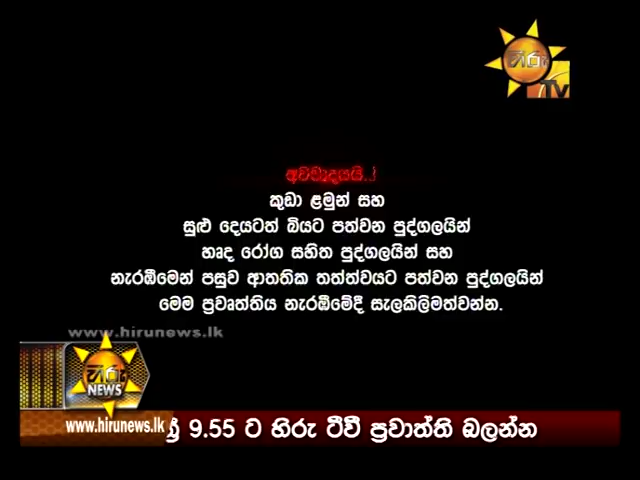 හිරු
TV
අවවාදයයි..!
කුඩා ළමුන් සහ
සුළු දෙයටත් බියට පත්වන පුද්ගලයින්
හෘද රෝග සහිත පුද්ගලයින් සහ
නැරඹීමෙන් පසුව ආතතික තත්ත්වයට පත්වන පුද්ගලයින්
මෙම ප්‍රවෘත්තිය නැරඹීමේදී සැලකිලිමත්වන්න.
www.hirunews.lk
හිරු
NEWS
www.hirunews.lk
9.55 ට හිරු ටීවී ප්‍රවෘත්ති බලන්න